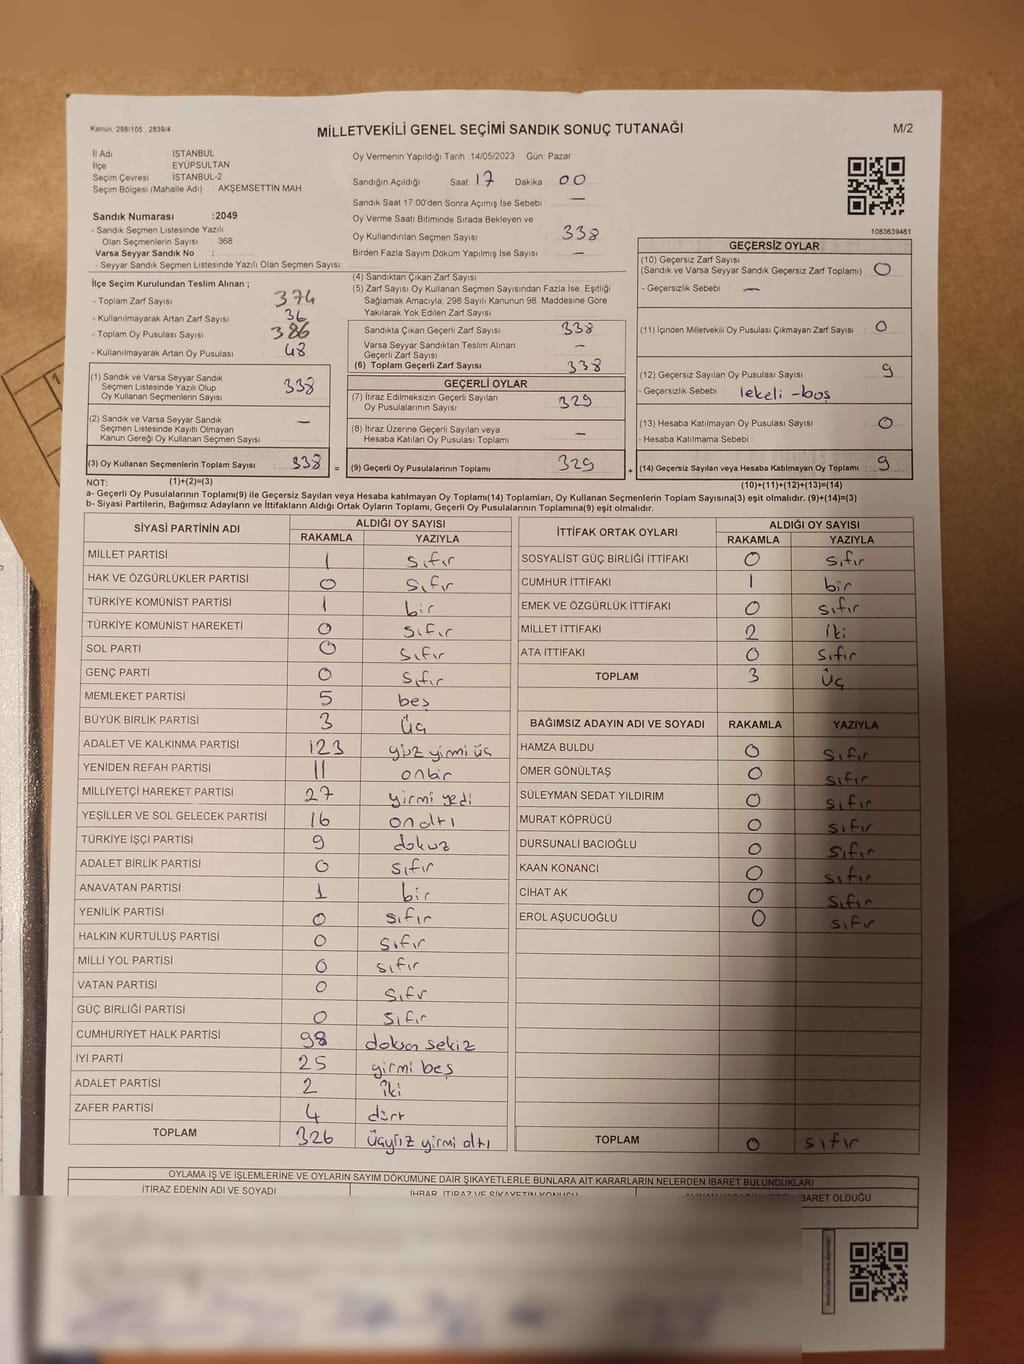 Kanun: 298/105 , 2839/4
MİLLETVEKİLİ GENEL SEÇİMİ SANDIK SONUÇ TUTANAĞI
M/2
İl Adı : İSTANBUL
İlçe : EYÜPSULTAN
Seçim Çevresi : İSTANBUL-2
Seçim Bölgesi (Mahalle Adı) : AKŞEMSETTİN MAH
Sandık Numarası :2049
- Sandık Seçmen Listesinde Yazılı
Olan Seçmenlerin Sayısı : 368
Varsa Seyyar Sandık No :
- Seyyar Sandık Seçmen Listesinde Yazılı Olan Seçmen Sayısı:
Oy Vermenin Yapıldığı Tarih :14/05/2023 Gün: Pazar
Sandığın Açıldığı Saat: 17 Dakika : 00
Sandık Saat 17:00'den Sonra Açımış İse Sebebi : —
Oy Verme Saati Bitiminde Sırada Bekleyen ve
Oy Kullandırılan Seçmen Sayısı : 338
Birden Fazla Sayım Döküm Yapılmış İse Sayısı : —
1083639461
İlçe Seçim Kurulundan Teslim Alınan ;
- Toplam Zarf Sayısı : 374
- Kullanılmayarak Artan Zarf Sayısı : 36
- Toplam Oy Pusulası Sayısı : 386
- Kullanılmayarak Artan Oy Pusulası : 48
(1) Sandık ve Varsa Seyyar Sandık
Seçmen Listesinde Yazılı Olup
Oy Kullanan Seçmenlerin Sayısı : 338
(2) Sandık ve Varsa Seyyar Sandık
Seçmen Listesinde Kayıtlı Olmayan
Kanun Gereği Oy Kullanan Seçmen Sayısı : —
(3) Oy Kullanan Seçmenlerin Toplam Sayısı : 338 =
(1)+(2)=(3)
(4) Sandıktan Çıkan Zarf Sayısı :
(5) Zarf Sayısı Oy Kullanan Seçmen Sayısından Fazla İse, Eşitliği
Sağlamak Amacıyla, 298 Sayılı Kanunun 98. Maddesine Göre
Yakılarak Yok Edilen Zarf Sayısı :
Sandıkta Çıkan Geçerli Zarf Sayısı : 338
Varsa Seyyar Sandıktan Teslim Alınan
Geçerli Zarf Sayısı : —
(6) Toplam Geçerli Zarf Sayısı : 338
GEÇERLİ OYLAR
(7) İtiraz Edilmeksizin Geçerli Sayılan
Oy Pusulalarının Sayısı : 329
(8) İtiraz Üzerine Geçerli Sayılan veya
Hesaba Katılan Oy Pusulası Toplamı : —
(9) Geçerli Oy Pusulalarının Toplamı : 329 +
GEÇERSİZ OYLAR
(10) Geçersiz Zarf Sayısı
(Sandık ve Varsa Seyyar Sandık Geçersiz Zarf Toplamı) : 0
- Geçersizlik Sebebi : —
(11) İçinden Milletvekili Oy Pusulası Çıkmayan Zarf Sayısı : 0
(12) Geçersiz Sayılan Oy Pusulası Sayısı : 9
- Geçersizlik Sebebi : lekeli - boş
(13) Hesaba Katılmayan Oy Pusulası Sayısı : 0
- Hesaba Katılmama Sebebi :
(14) Geçersiz Sayılan veya Hesaba Katılmayan Oy Toplamı : 9
(10)+(11)+(12)+(13)=(14)
NOT:
a- Geçerli Oy Pusulalarının Toplamı(9) ile Geçersiz Sayılan veya Hesaba katılmayan Oy Toplamı(14) Toplamları, Oy Kullanan Seçmenlerin Toplam Sayısına(3) eşit olmalıdır. (9)+(14)=(3)
b- Siyasi Partilerin, Bağımsız Adayların ve İttifakların Aldığı Ortak Oyların Toplamı, Geçerli Oy Pusulalarının Toplamına(9) eşit olmalıdır.
SİYASİ PARTİNİN ADI ALDIĞI OY SAYISI
RAKAMLA YAZIYLA
MİLLET PARTİSİ 1 sıfır
HAK VE ÖZGÜRLÜKLER PARTİSİ 0 sıfır
TÜRKİYE KOMÜNİST PARTİSİ 1 bir
TÜRKİYE KOMÜNİST HAREKETİ 0 sıfır
SOL PARTİ 0 sıfır
GENÇ PARTİ 0 sıfır
MEMLEKET PARTİSİ 5 beş
BÜYÜK BİRLİK PARTİSİ 3 üç
ADALET VE KALKINMA PARTİSİ 123 yüz yirmi üç
YENİDEN REFAH PARTİSİ 11 onbir
MİLLİYETÇİ HAREKET PARTİSİ 27 yirmi yedi
YEŞİLLER VE SOL GELECEK PARTİSİ 16 onaltı
TÜRKİYE İŞÇİ PARTİSİ 9 dokuz
ADALET BİRLİK PARTİSİ 0 sıfır
ANAVATAN PARTİSİ 1 bir
YENİLİK PARTİSİ 0 sıfır
HALKIN KURTULUŞ PARTİSİ 0 sıfır
MİLLİ YOL PARTİSİ 0 sıfır
VATAN PARTİSİ 0 sıfır
GÜÇ BİRLİĞİ PARTİSİ 0 sıfır
CUMHURİYET HALK PARTİSİ 98 doksan sekiz
İYİ PARTİ 25 yirmi beş
ADALET PARTİSİ 2 iki
ZAFER PARTİSİ 4 dört
TOPLAM 326 üçyüz yirmi altı
İTTİFAK ORTAK OYLARI ALDIĞI OY SAYISI
RAKAMLA YAZIYLA
SOSYALİST GÜÇ BİRLİĞİ İTTİFAKI 0 sıfır
CUMHUR İTTİFAKI 1 bir
EMEK VE ÖZGÜRLÜK İTTİFAKI 0 sıfır
MİLLET İTTİFAKI 2 iki
ATA İTTİFAKI 0 sıfır
TOPLAM 3 üç
BAĞIMSIZ ADAYIN ADI VE SOYADI RAKAMLA YAZIYLA
HAMZA BULDU 0 sıfır
ÖMER GÖNÜLTAŞ 0 sıfır
SÜLEYMAN SEDAT YILDIRIM 0 sıfır
MURAT KÖPRÜCÜ 0 sıfır
DURSUNALİ BACIOĞLU 0 sıfır
KAAN KONANCI 0 sıfır
CİHAT AK 0 sıfır
EROL AŞUCUOĞLU 0 sıfır
TOPLAM 0 sıfır
OYLAMA İŞ VE İŞLEMLERİNE VE OYLARIN SAYIM DÖKÜMÜNE DAİR ŞİKAYETLERLE BUNLARA AİT KARARLARIN NELERDEN İBARET BULUNDUKLARI
İTİRAZ EDENİN ADI VE SOYADI
İHBAR, İTİRAZ VE ŞİKAYETİN KONUSU
İBARET OLDUĞU